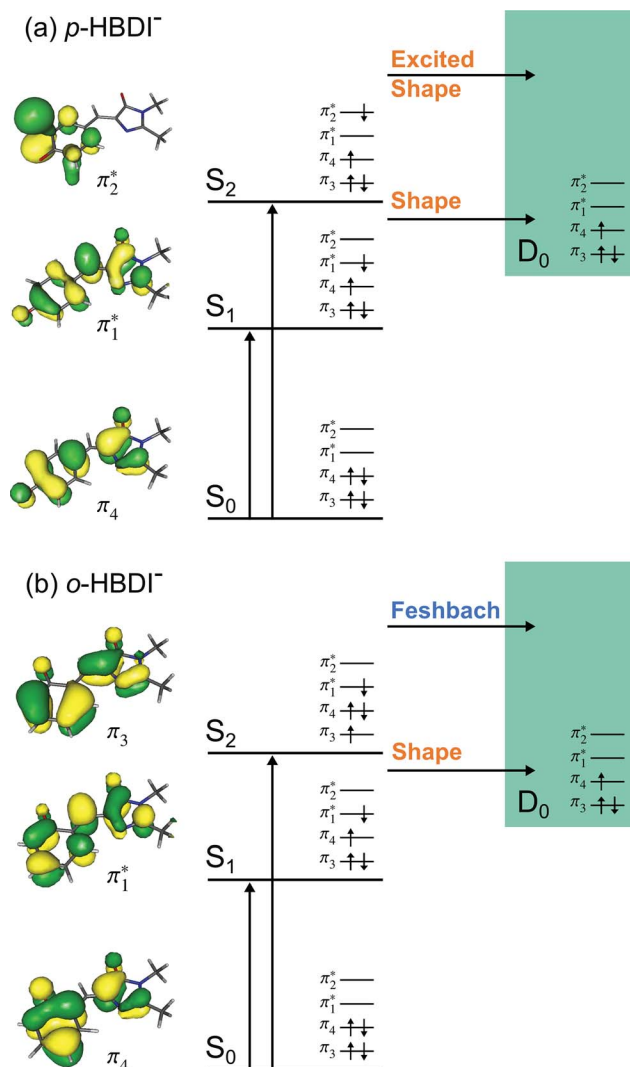 (a) p-HBDI⁻
Excited
Shape
π₂*
π₂*
π₁*
π₄
π₃
S₂
Shape
π₂*
π₁*
π₄
π₃
D₀
π₁*
π₂*
π₁*
π₄
π₃
S₁
π₄
π₂*
π₁*
π₄
π₃
S₀
(b) o-HBDI⁻
Feshbach
π₃
π₂*
π₁*
π₄
π₃
S₂
Shape
π₂*
π₁*
π₄
π₃
D₀
π₁*
π₂*
π₁*
π₄
π₃
S₁
π₄
π₂*
π₁*
π₄
π₃
S₀